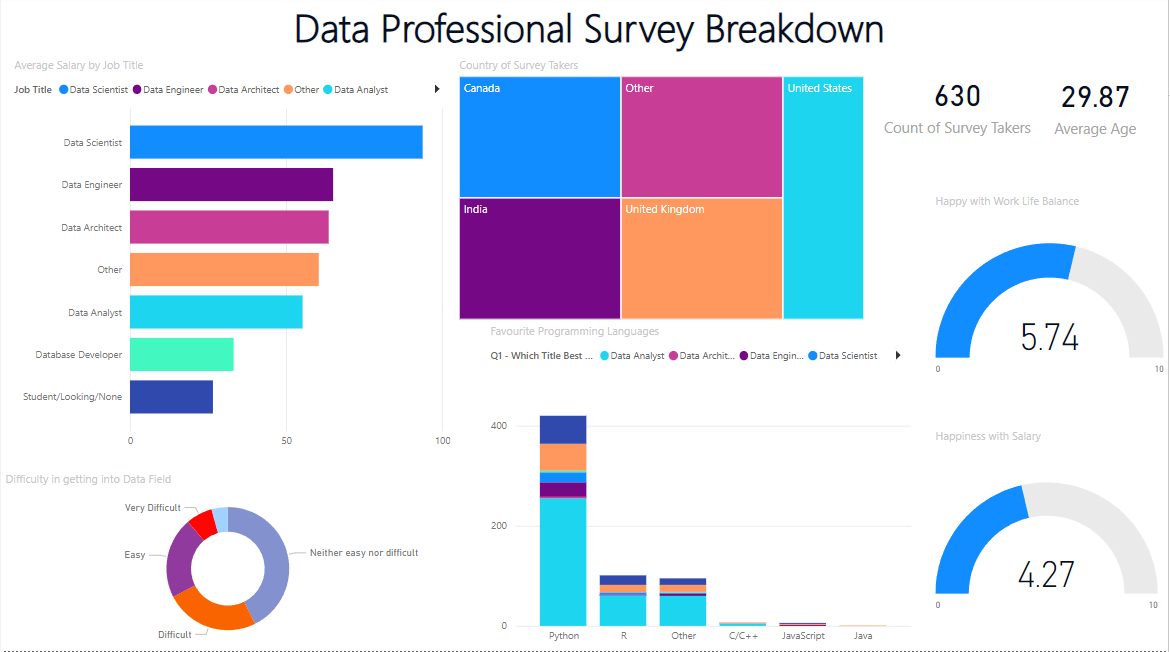 Data Professional Survey Breakdown
Average Salary by Job Title
Job Title Data Scientist Data Engineer Data Architect Other Data Analyst
Data Scientist
Data Engineer
Data Architect
Other
Data Analyst
Database Developer
Student/Looking/None
0 50 100
Country of Survey Takers
Canada
Other
United States
India
United Kingdom
630
Count of Survey Takers
29.87
Average Age
Happy with Work Life Balance
5.74
0 10
Favourite Programming Languages
Q1 - Which Title Best ... Data Analyst Data Archit... Data Engin... Data Scientist
400
200
0
Python R Other C/C++ JavaScript Java
Happiness with Salary
4.27
0 10
Difficulty in getting into Data Field
Very Difficult
Easy
Neither easy nor difficult
Difficult